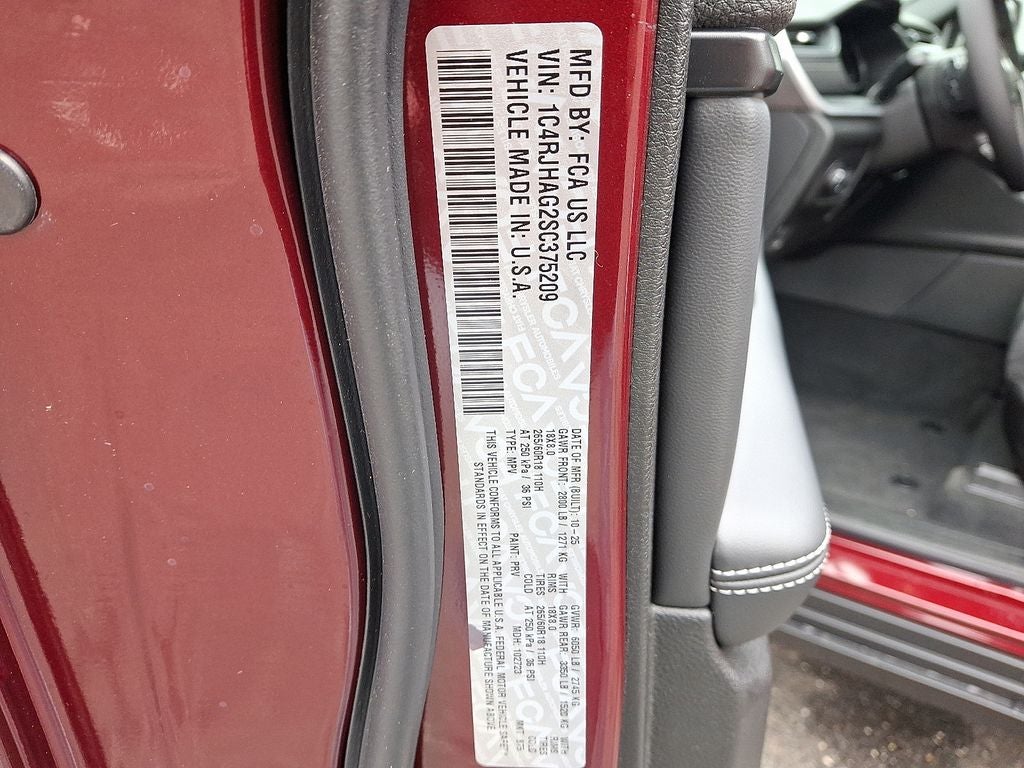 MFD BY: FCA US LLC
VIN: 1C4RJHAG2SC375209
VEHICLE MADE IN: U.S.A.
DATE OF MFR (BUILT): 10-25 GVWR: 6050 LB / 2745 KG
GAWR FRONT: 2800 LB / 1271 KG WITH GAWR REAR: 3350 LB / 1520 KG WITH
18X8.0 RIMS 18X8.0 RIMS
265/60R18 110H TIRES 265/60R18 110H TIRES
AT 250 kPa / 36 PSI COLD AT 250 kPa / 36 PSI COLD
TYPE: MPV PAINT: PRV MDH: 102723 MKT:
THIS VEHICLE CONFORMS TO ALL APPLICABLE U.S.A. FEDERAL MOTOR VEHICLE SAFETY
STANDARDS IN EFFECT ON THE DATE OF MANUFACTURE SHOWN ABOVE.